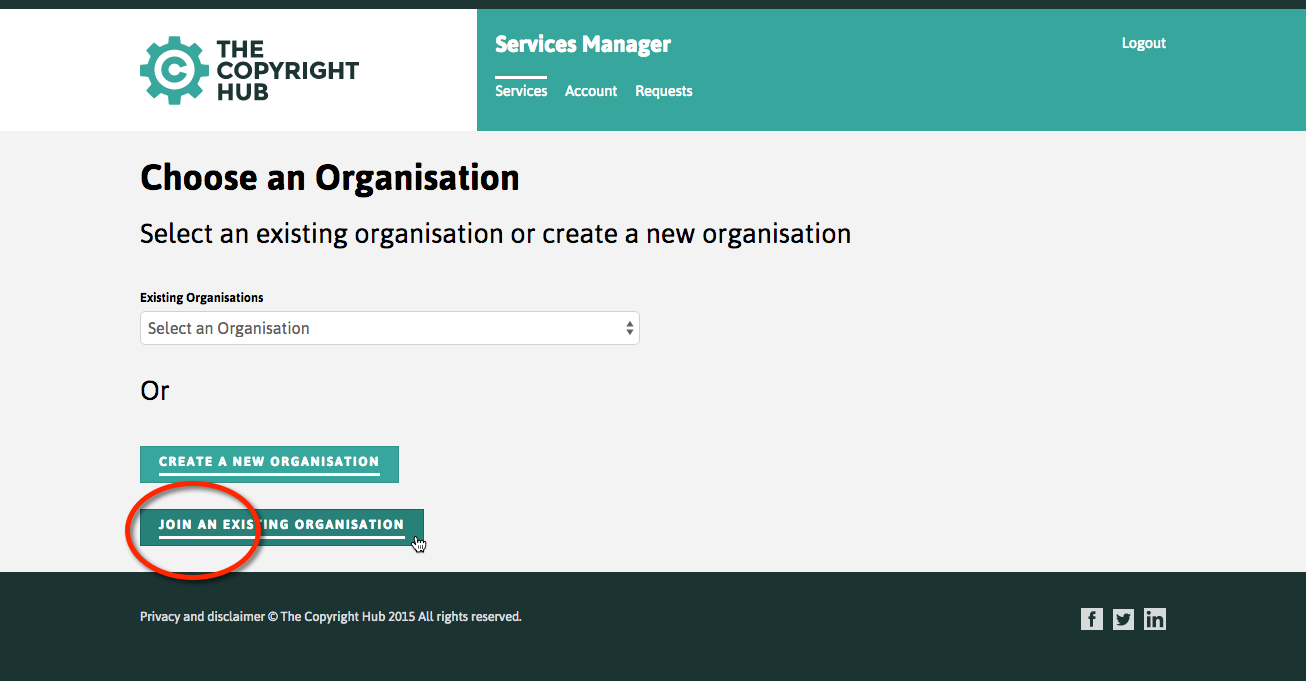 THE
COPYRIGHT
HUB
Services Manager
Logout
Services Account Requests
Choose an Organisation
Select an existing organisation or create a new organisation
Existing Organisations
Select an Organisation
Or
CREATE A NEW ORGANISATION
JOIN AN EXISTING ORGANISATION
Privacy and disclaimer © The Copyright Hub 2015 All rights reserved.